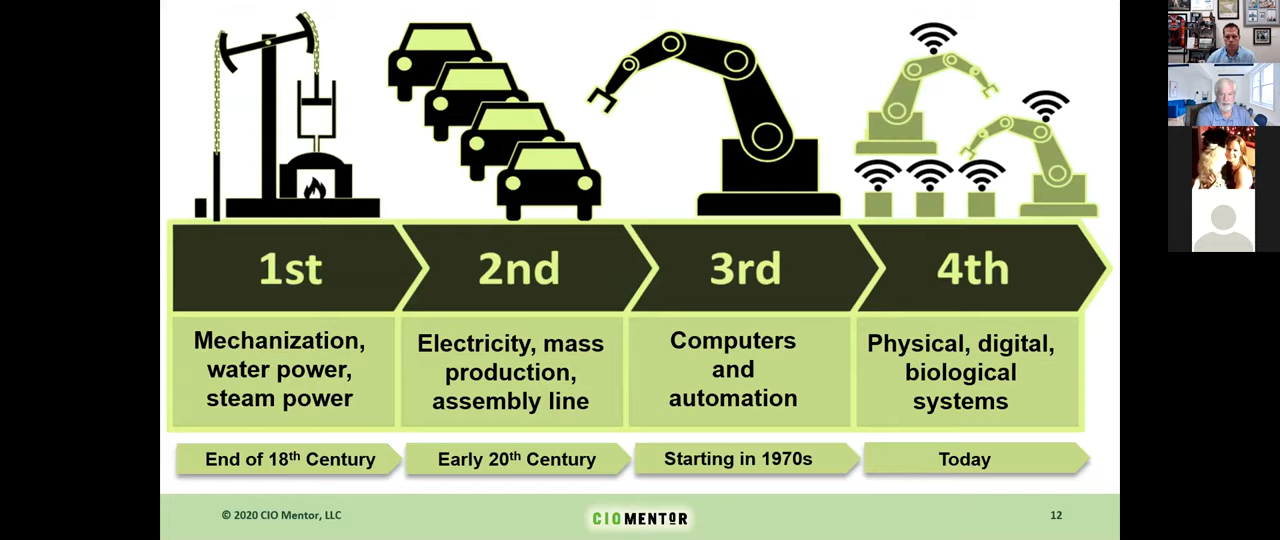 1st
2nd
3rd
4th
Mechanization,
water power,
steam power
Electricity, mass
production,
assembly line
Computers
and
automation
Physical, digital,
biological
systems
End of 18th Century
Early 20th Century
Starting in 1970s
Today
© 2020 CIO Mentor, LLC
CIOMENTOR
12